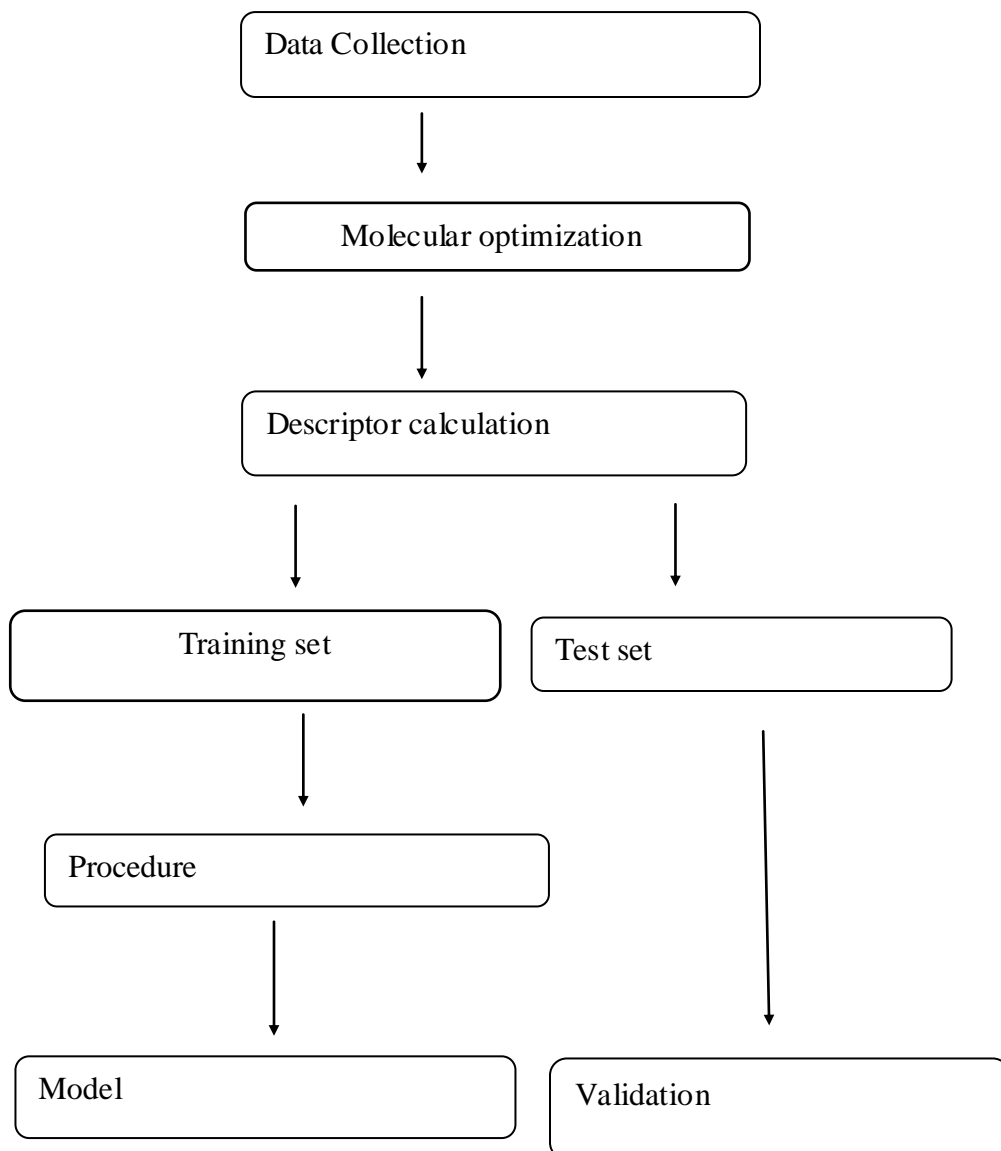 Data Collection
Molecular optimization
Descriptor calculation
Training set
Test set
Procedure
Model
Validation